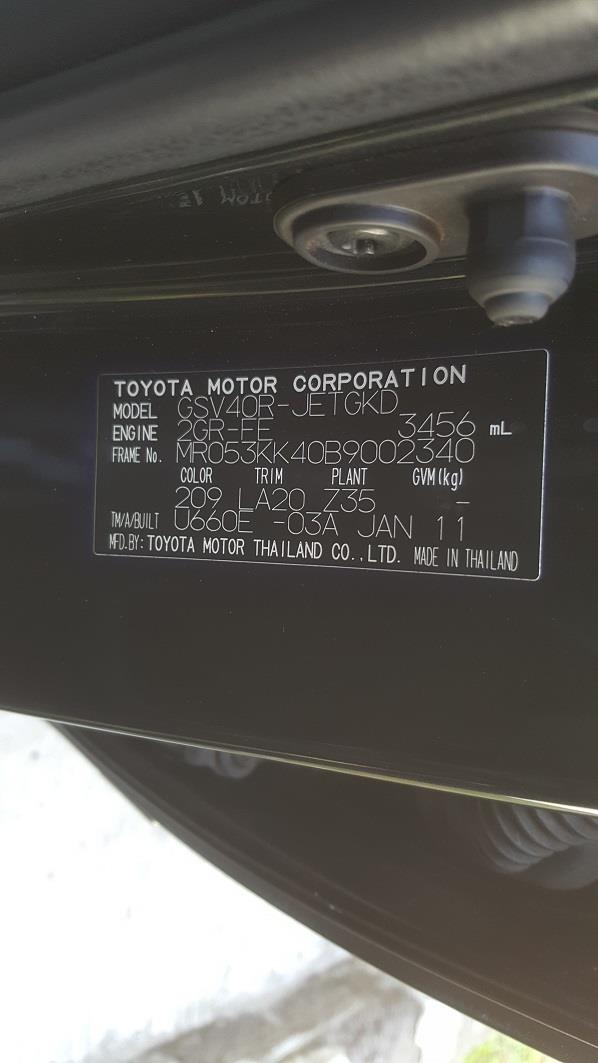 TOYOTA MOTOR CORPORATION
MODEL GSV40R-JETGKD
ENGINE 2GR-FE 3456 mL
FRAME No. MR053KK40B9002340
COLOR TRIM PLANT GVM(kg)
209 LA20 Z35 -
TM/A/BUILT U660E -03A JAN 11
MFD.BY: TOYOTA MOTOR THAILAND CO.,LTD. MADE IN THAILAND